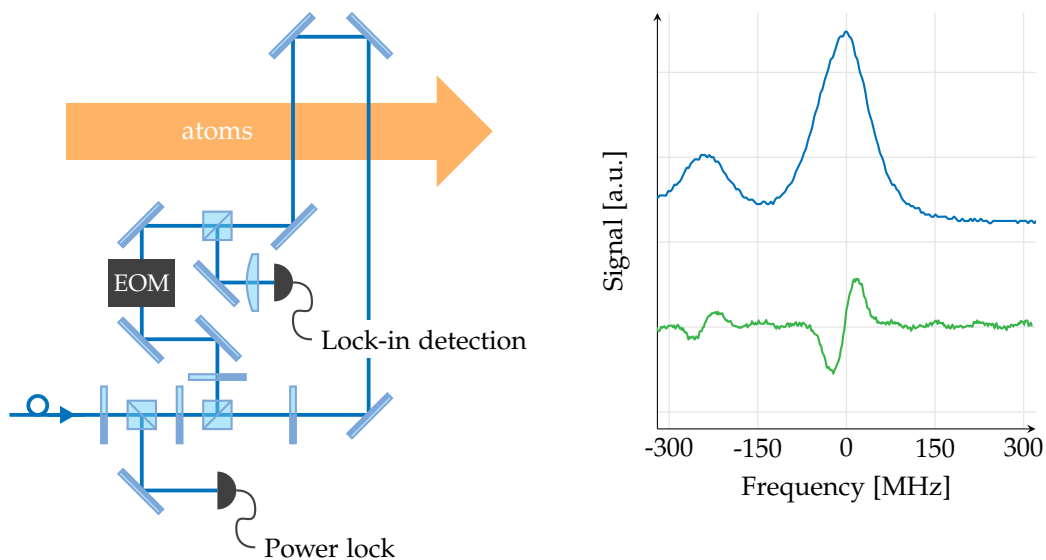 atoms
EOM
Lock-in detection
Power lock
Signal [a.u.]
-300 -150 0 150 300
Frequency [MHz]